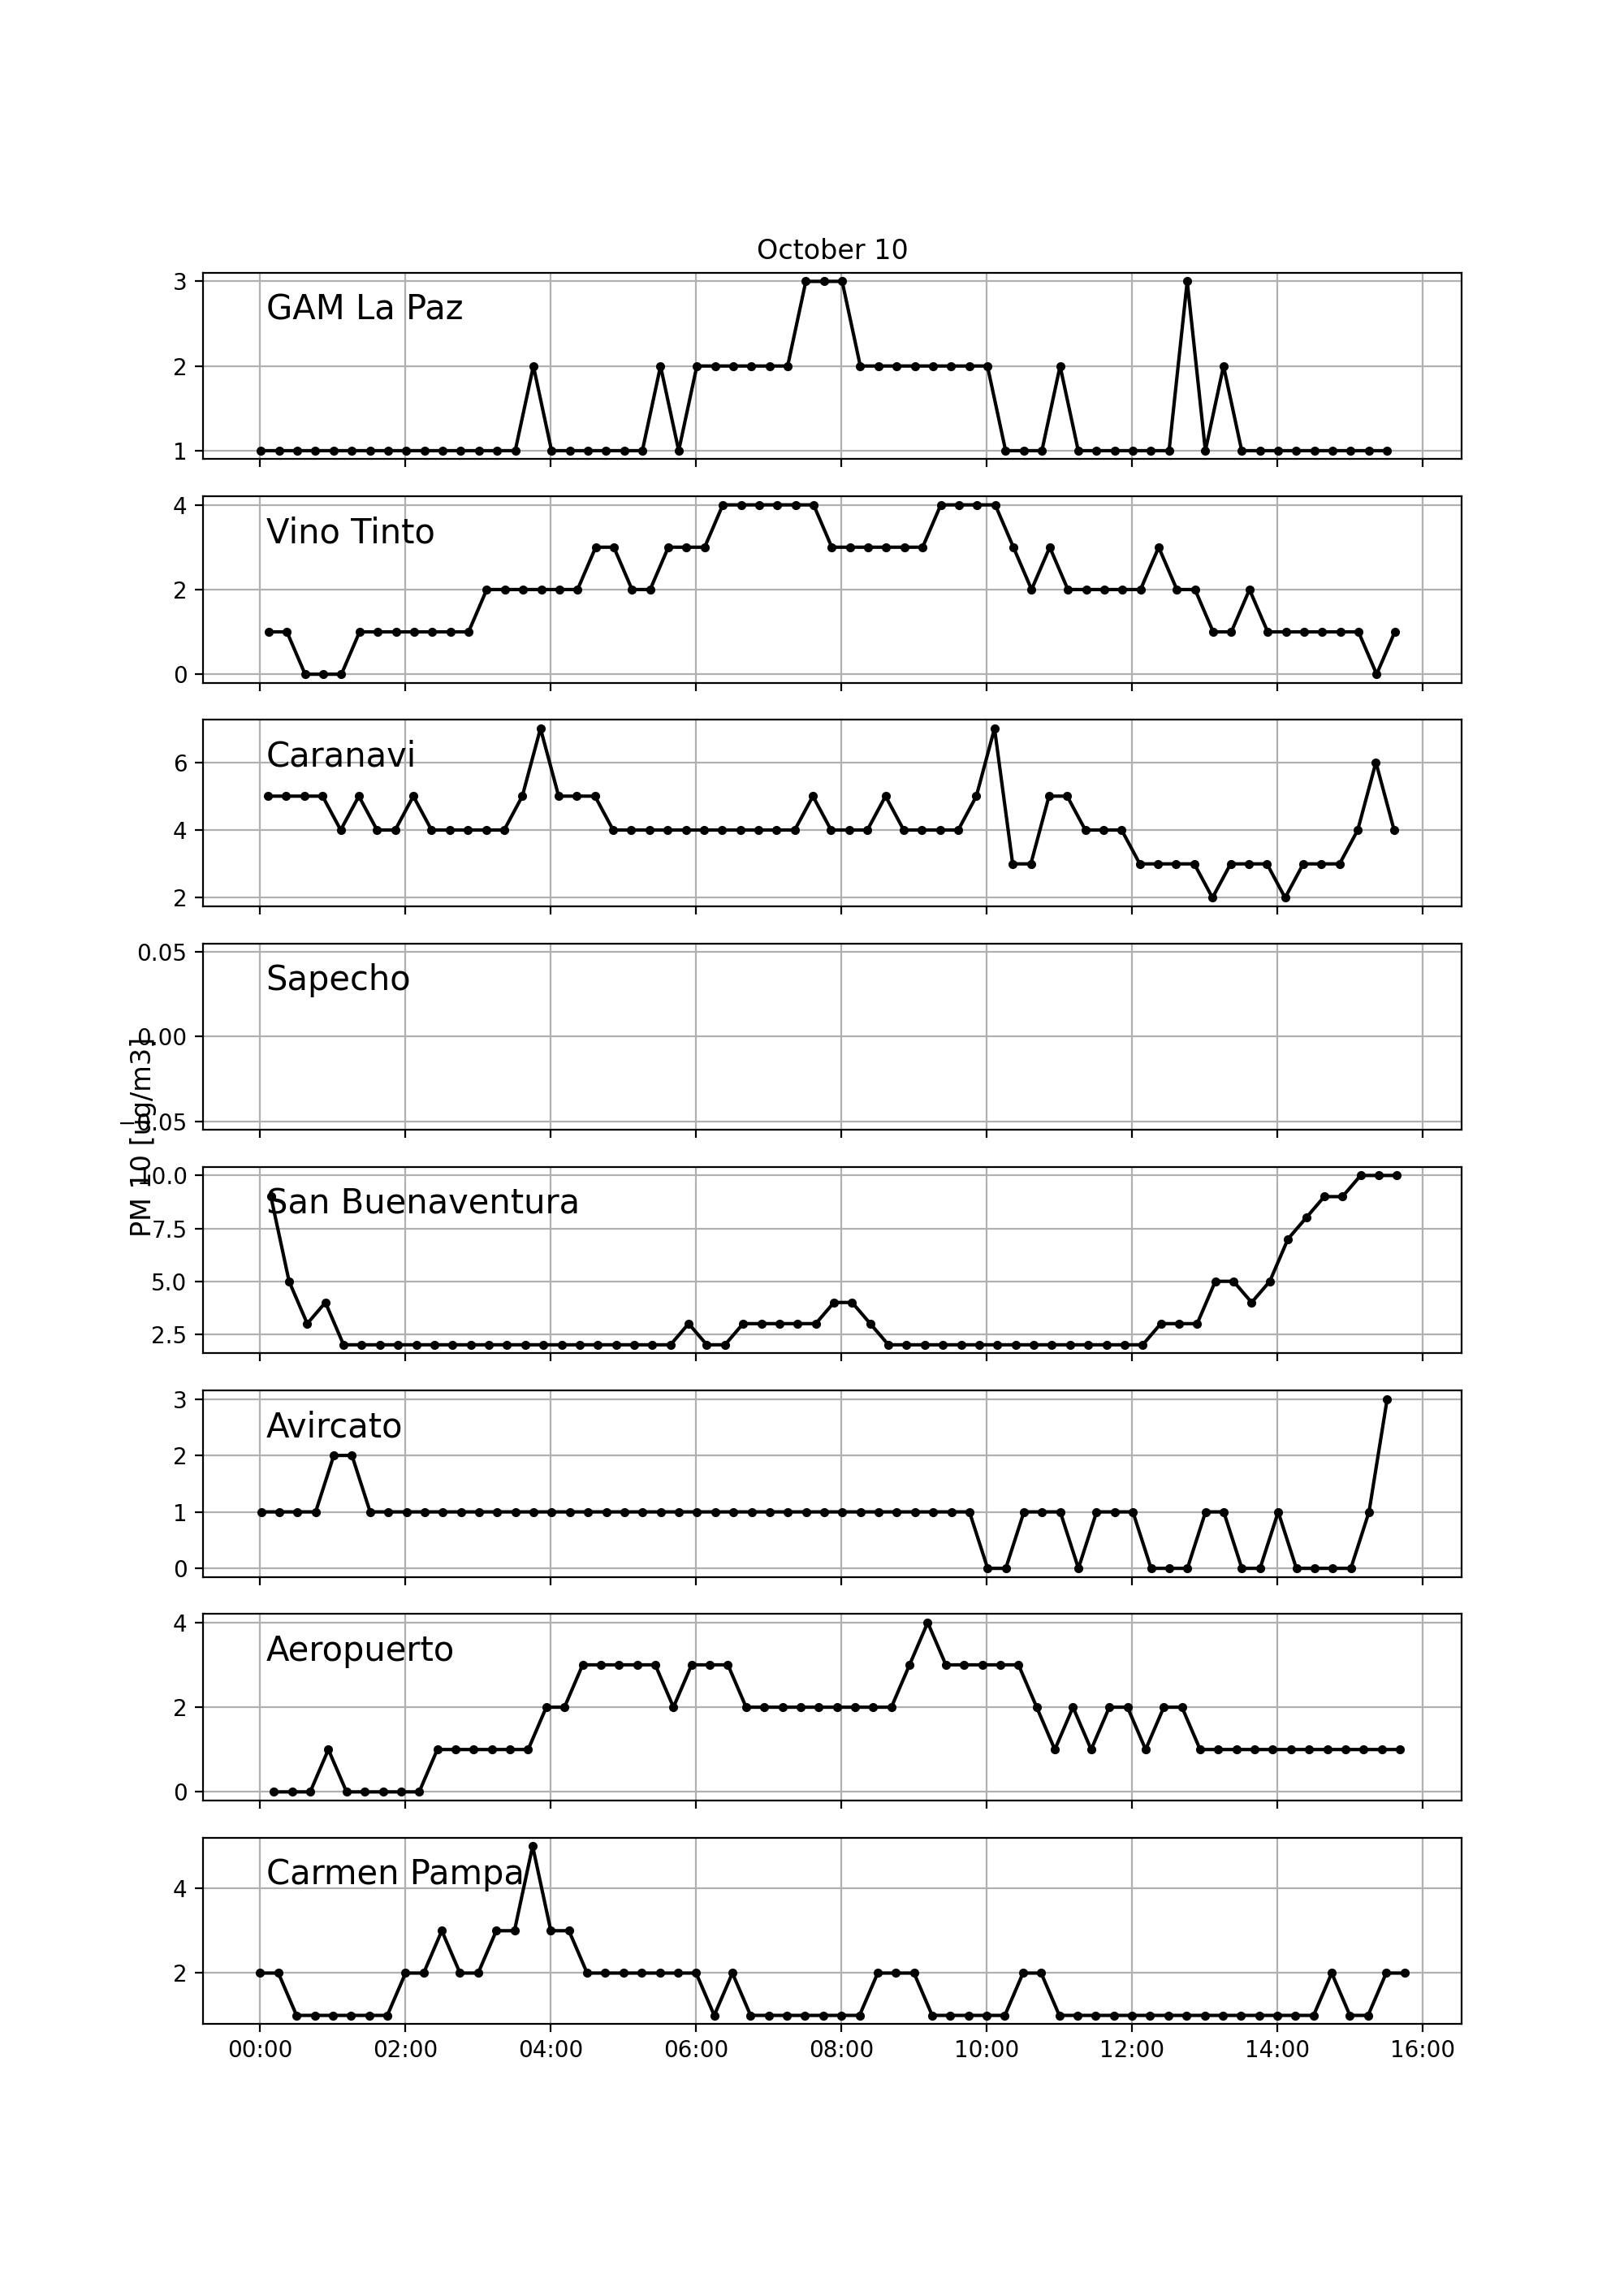 October 10
3
GAM La Paz
2
1
4
Vino Tinto
2
0
Caranavi
6
4
2
0.05
Sapecho
0.00
−0.05
PM 10 [ug/m3]
10.0
San Buenaventura
7.5
5.0
2.5
3
Avircato
2
1
0
4
Aeropuerto
2
0
Carmen Pampa
4
2
00:00 02:00 04:00 06:00 08:00 10:00 12:00 14:00 16:00